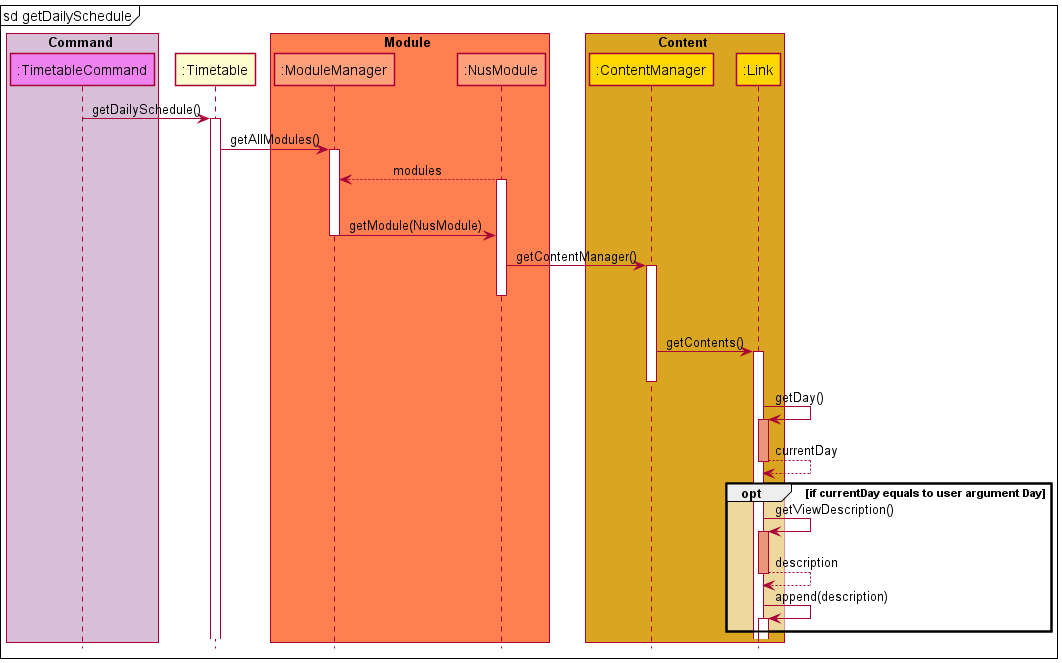 sd getDailySchedule
Command
Module
Content
:TimetableCommand
:Timetable
:ModuleManager
:NusModule
:ContentManager
:Link
getDailySchedule()
getAllModules()
modules
getModule(NusModule)
getContentManager()
getContents()
getDay()
currentDay
opt
[if currentDay equals to user argument Day]
getViewDescription()
description
append(description)